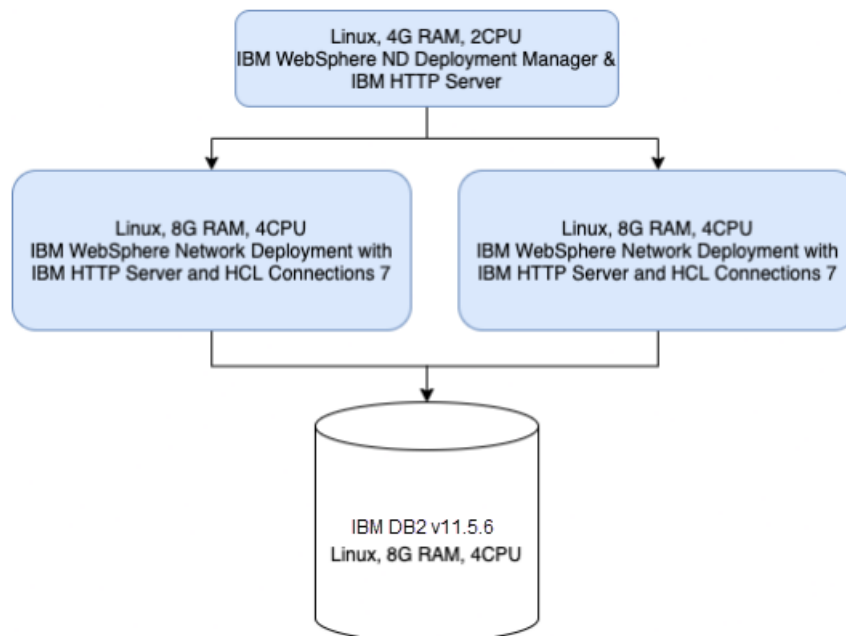 Linux, 4G RAM, 2CPU
IBM WebSphere ND Deployment Manager &
IBM HTTP Server
Linux, 8G RAM, 4CPU
IBM WebSphere Network Deployment with
IBM HTTP Server and HCL Connections 7
Linux, 8G RAM, 4CPU
IBM WebSphere Network Deployment with
IBM HTTP Server and HCL Connections 7
IBM DB2 v11.5.6
Linux, 8G RAM, 4CPU